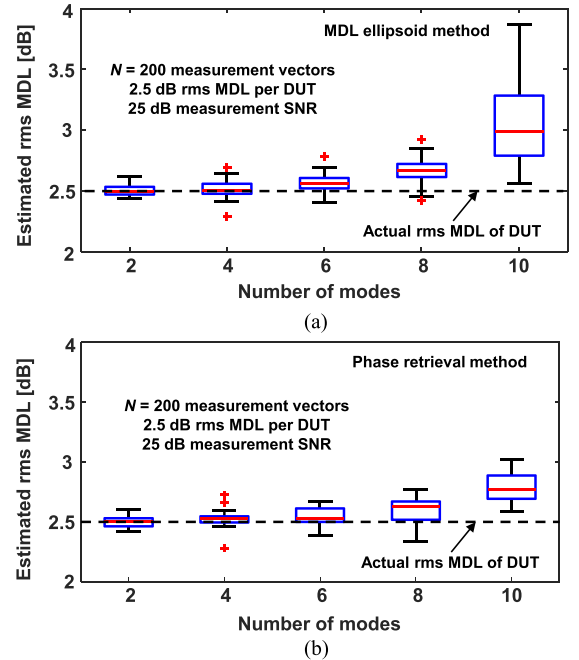 (a)
4
3.5
3
2.5
2
Estimated rms MDL [dB]
MDL ellipsoid method
N = 200 measurement vectors
2.5 dB rms MDL per DUT
25 dB measurement SNR
Actual rms MDL of DUT
2 4 6 8 10
Number of modes
(a)
4
3.5
3
2.5
2
Estimated rms MDL [dB]
Phase retrieval method
N = 200 measurement vectors
2.5 dB rms MDL per DUT
25 dB measurement SNR
Actual rms MDL of DUT
2 4 6 8 10
Number of modes
(b)